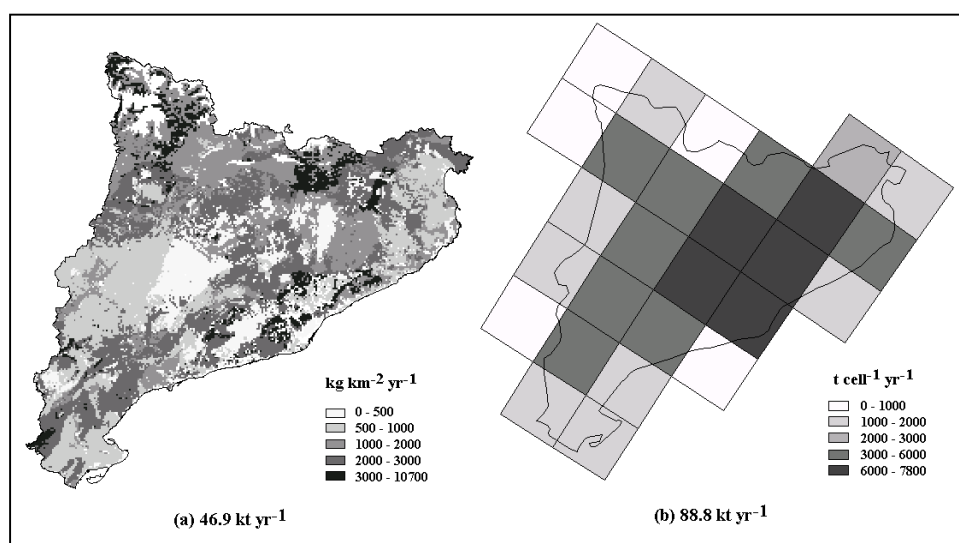 kg km-2 yr-1
0 - 500
500 - 1000
1000 - 2000
2000 - 3000
3000 - 10700
(a) 46.9 kt yr-1
t cell-1 yr-1
0 - 1000
1000 - 2000
2000 - 3000
3000 - 6000
6000 - 7800
(b) 88.8 kt yr-1